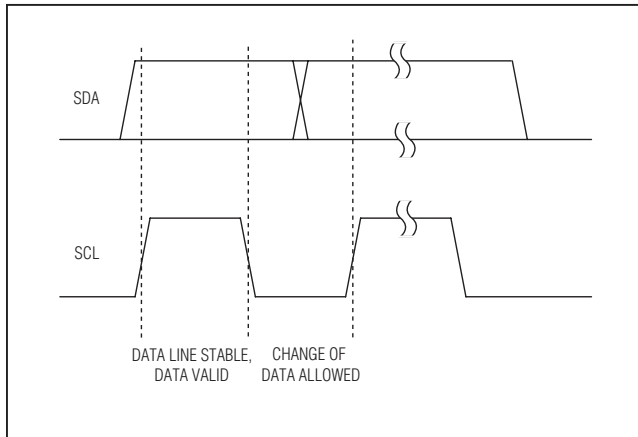 SDA
SCL
DATA LINE STABLE,
DATA VALID
CHANGE OF
DATA ALLOWED